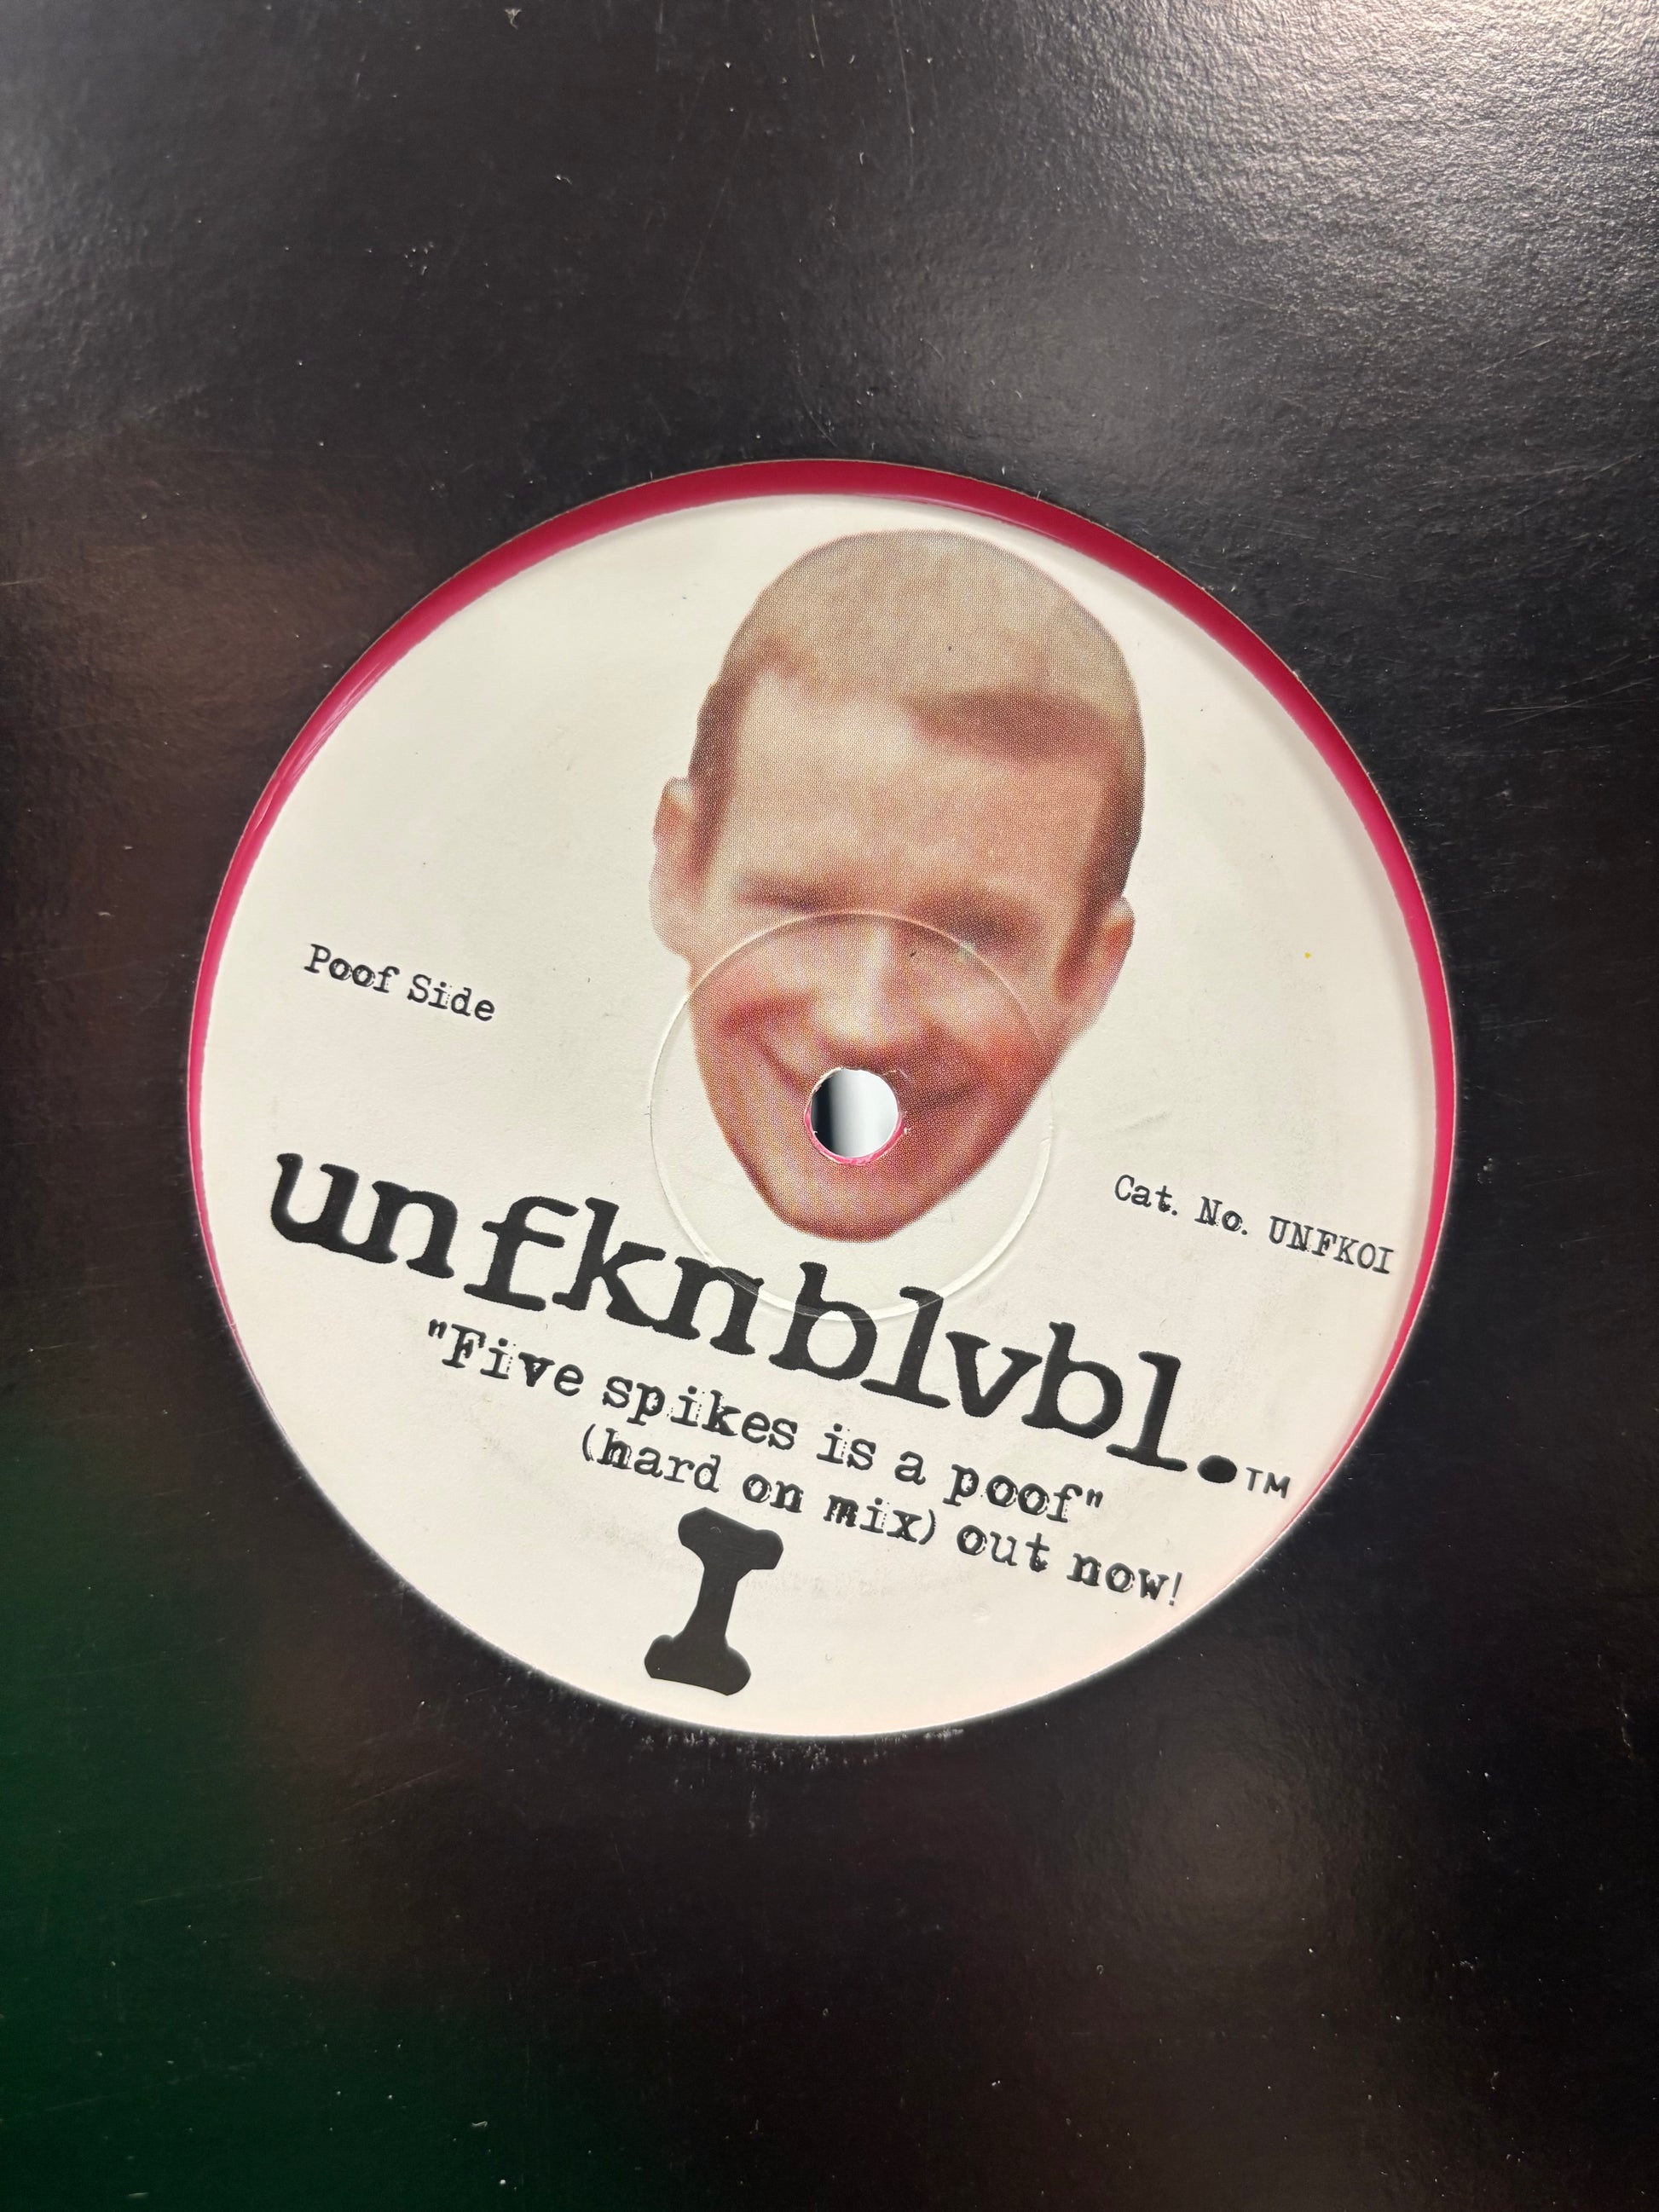 Poof Side
Cat. No. UNFK01
unfknblvbl.™
"Five spikes is a poof"
(hard on mix) out now!
I